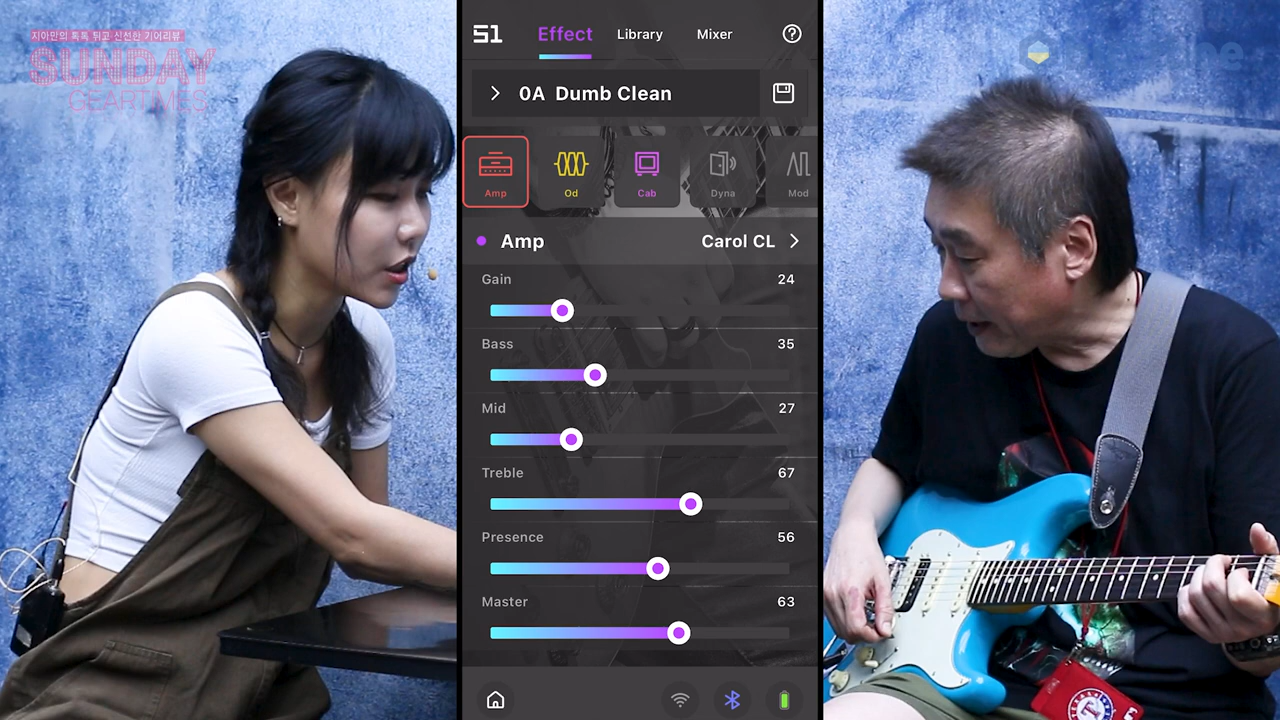 지아만의 톡톡 튀고 신선한 기어리뷰
SUNDAY
GEARTIMES
S1
Effect
Library
Mixer
0A Dumb Clean
Amp
Od
Cab
Dyna
Mod
Amp
Carol CL
Gain
24
Bass
35
Mid
27
Treble
67
Presence
56
Master
63